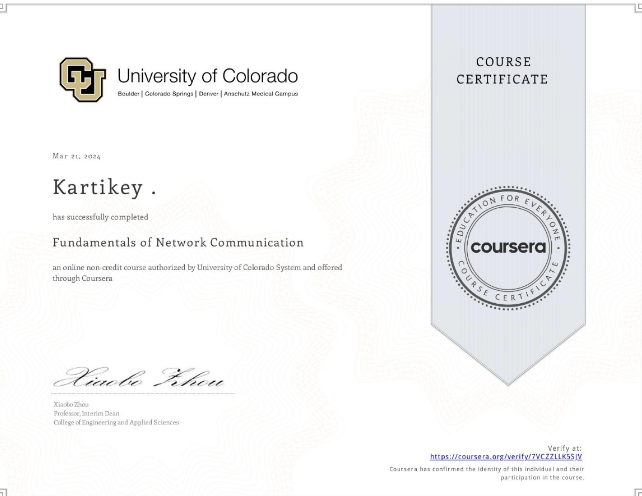 University of Colorado
Boulder | Colorado Springs | Denver | Anschutz Medical Campus
COURSE
CERTIFICATE
Mar 21, 2024
Kartikey .
has successfully completed
Fundamentals of Network Communication
an online non-credit course authorized by University of Colorado System and offered
through Coursera
EDUCATION FOR EVERYONE
coursera
COURSE CERTIFICATE
Xiaobo Zhou
Xiaobo Zhou
Professor, Interim Dean
College of Engineering and Applied Sciences
Verify at:
https://coursera.org/verify/7VCZZLLK5SJV
Coursera has confirmed the identity of this individual and their
participation in the course.